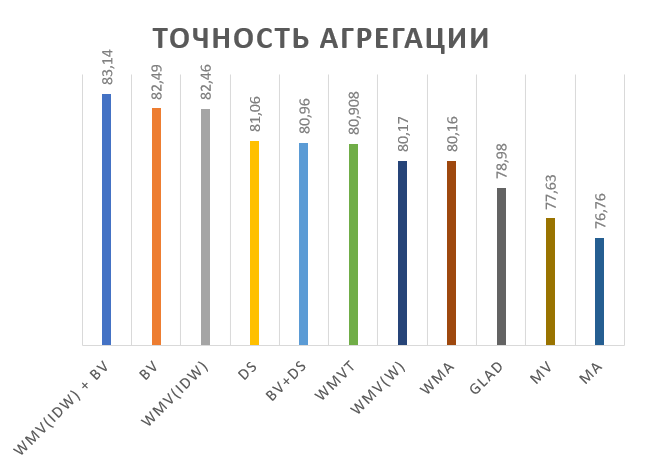 ТОЧНОСТЬ АГРЕГАЦИИ
83,14
82,49
82,46
81,06
80,96
80,908
80,17
80,16
78,98
77,63
76,76
WMV(IDW) + BV
BV
WMV(IDW)
DS
BV+DS
WMVT
WMV(W)
WMA
GLAD
MV
MA